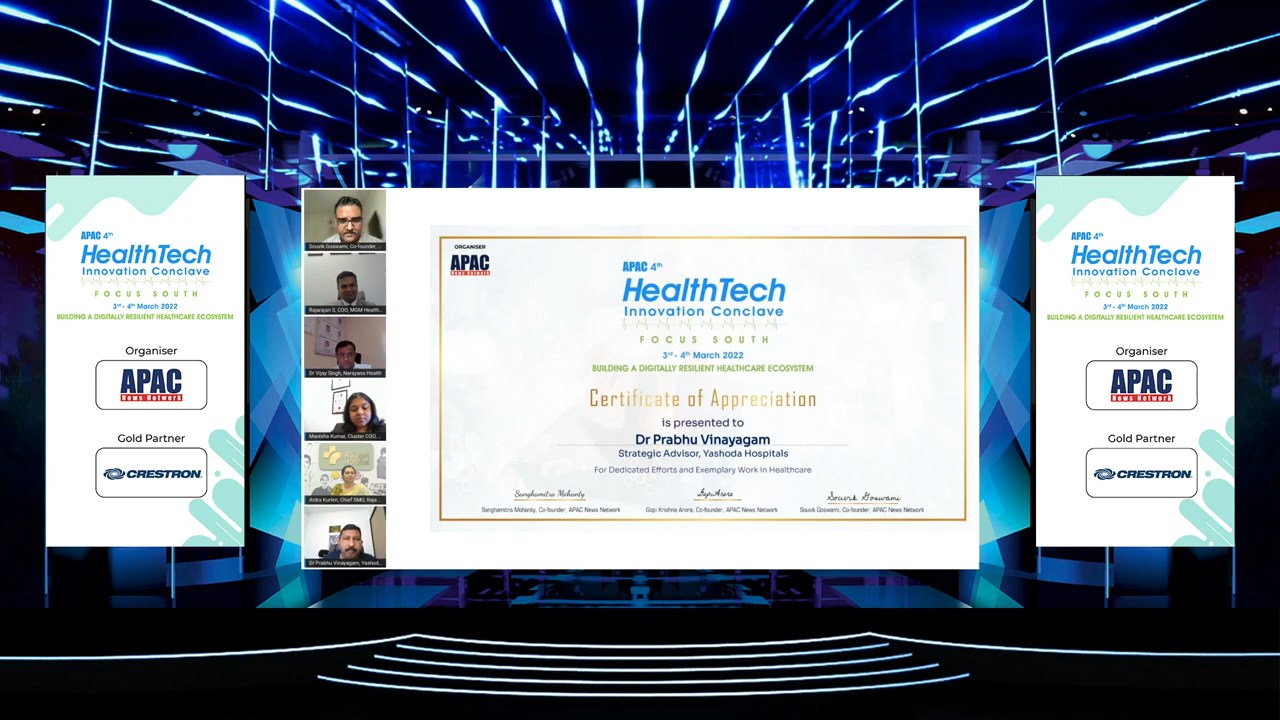 APAC 4th
HealthTech
Innovation Conclave
FOCUS SOUTH
3rd - 4th March 2022
BUILDING A DIGITALLY RESILIENT HEALTHCARE ECOSYSTEM
Organiser
APAC
News Network
Gold Partner
CRESTRON
Souvik Goswami, Co-founder, ...
Rajarajan S, COO, MGM Health...
Dr Vijay Singh, Narayana Health
Manisha Kumar, Cluster COO, ...
Chief SMO, Raja...
Dr Prabhu Vinayagam, Yashod...
ORGANISER
APAC
News Network
APAC 4th
HealthTech
Innovation Conclave
FOCUS SOUTH
3rd - 4th March 2022
BUILDING A DIGITALLY RESILIENT HEALTHCARE ECOSYSTEM
Certificate of Appreciation
is presented to
Dr Prabhu Vinayagam
Strategic Advisor, Yashoda Hospitals
For Dedicated Efforts and Exemplary Work in Healthcare
Sanghamitra Mohanty
Gopi Arora
Souvik Goswami
Sanghamitra Mohanty, Co-founder, APAC News Network
Gopi Krishna Arora, Co-founder, APAC News Network
Souvik Goswami, Co-founder, APAC News Network
APAC 4th
HealthTech
Innovation Conclave
FOCUS SOUTH
3rd - 4th March 2022
BUILDING A DIGITALLY RESILIENT HEALTHCARE ECOSYSTEM
Organiser
APAC
News Network
Gold Partner
CRESTRON